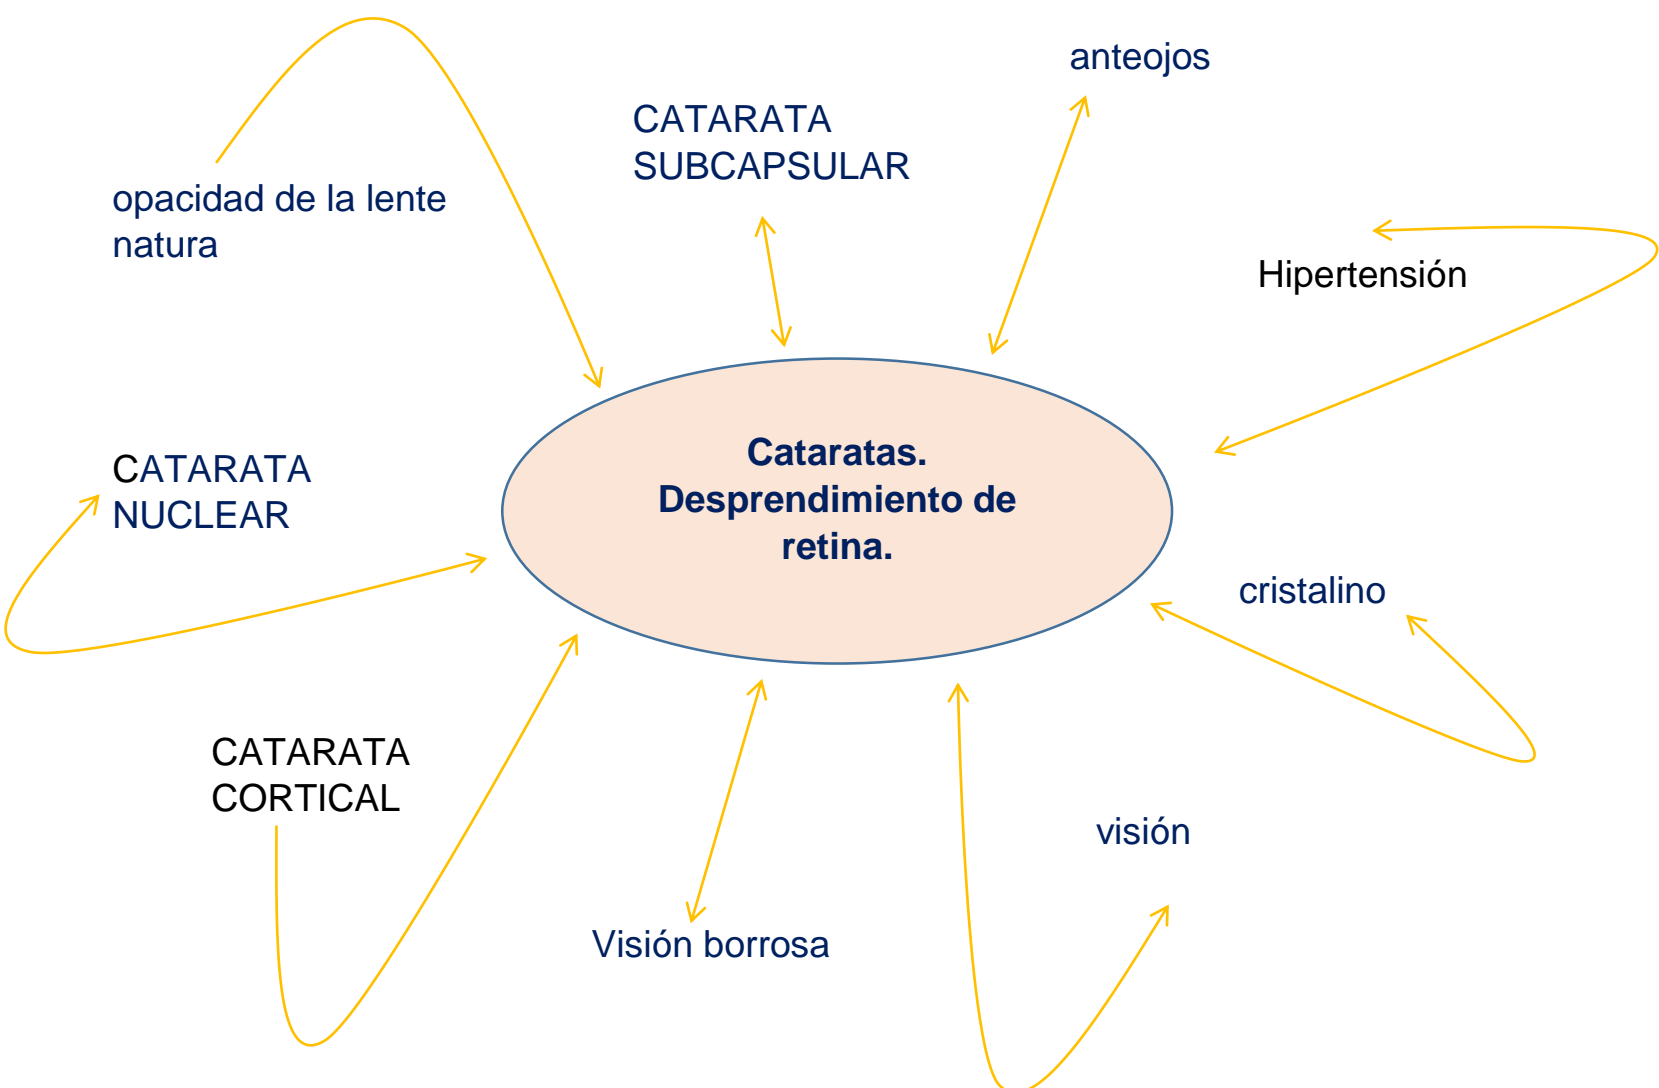 anteojos
CATARATA
SUBCAPSULAR
opacidad de la lente
natura
Hipertensión
Cataratas.
Desprendimiento de
retina.
CATARATA
NUCLEAR
cristalino
CATARATA
CORTICAL
visión
Visión borrosa